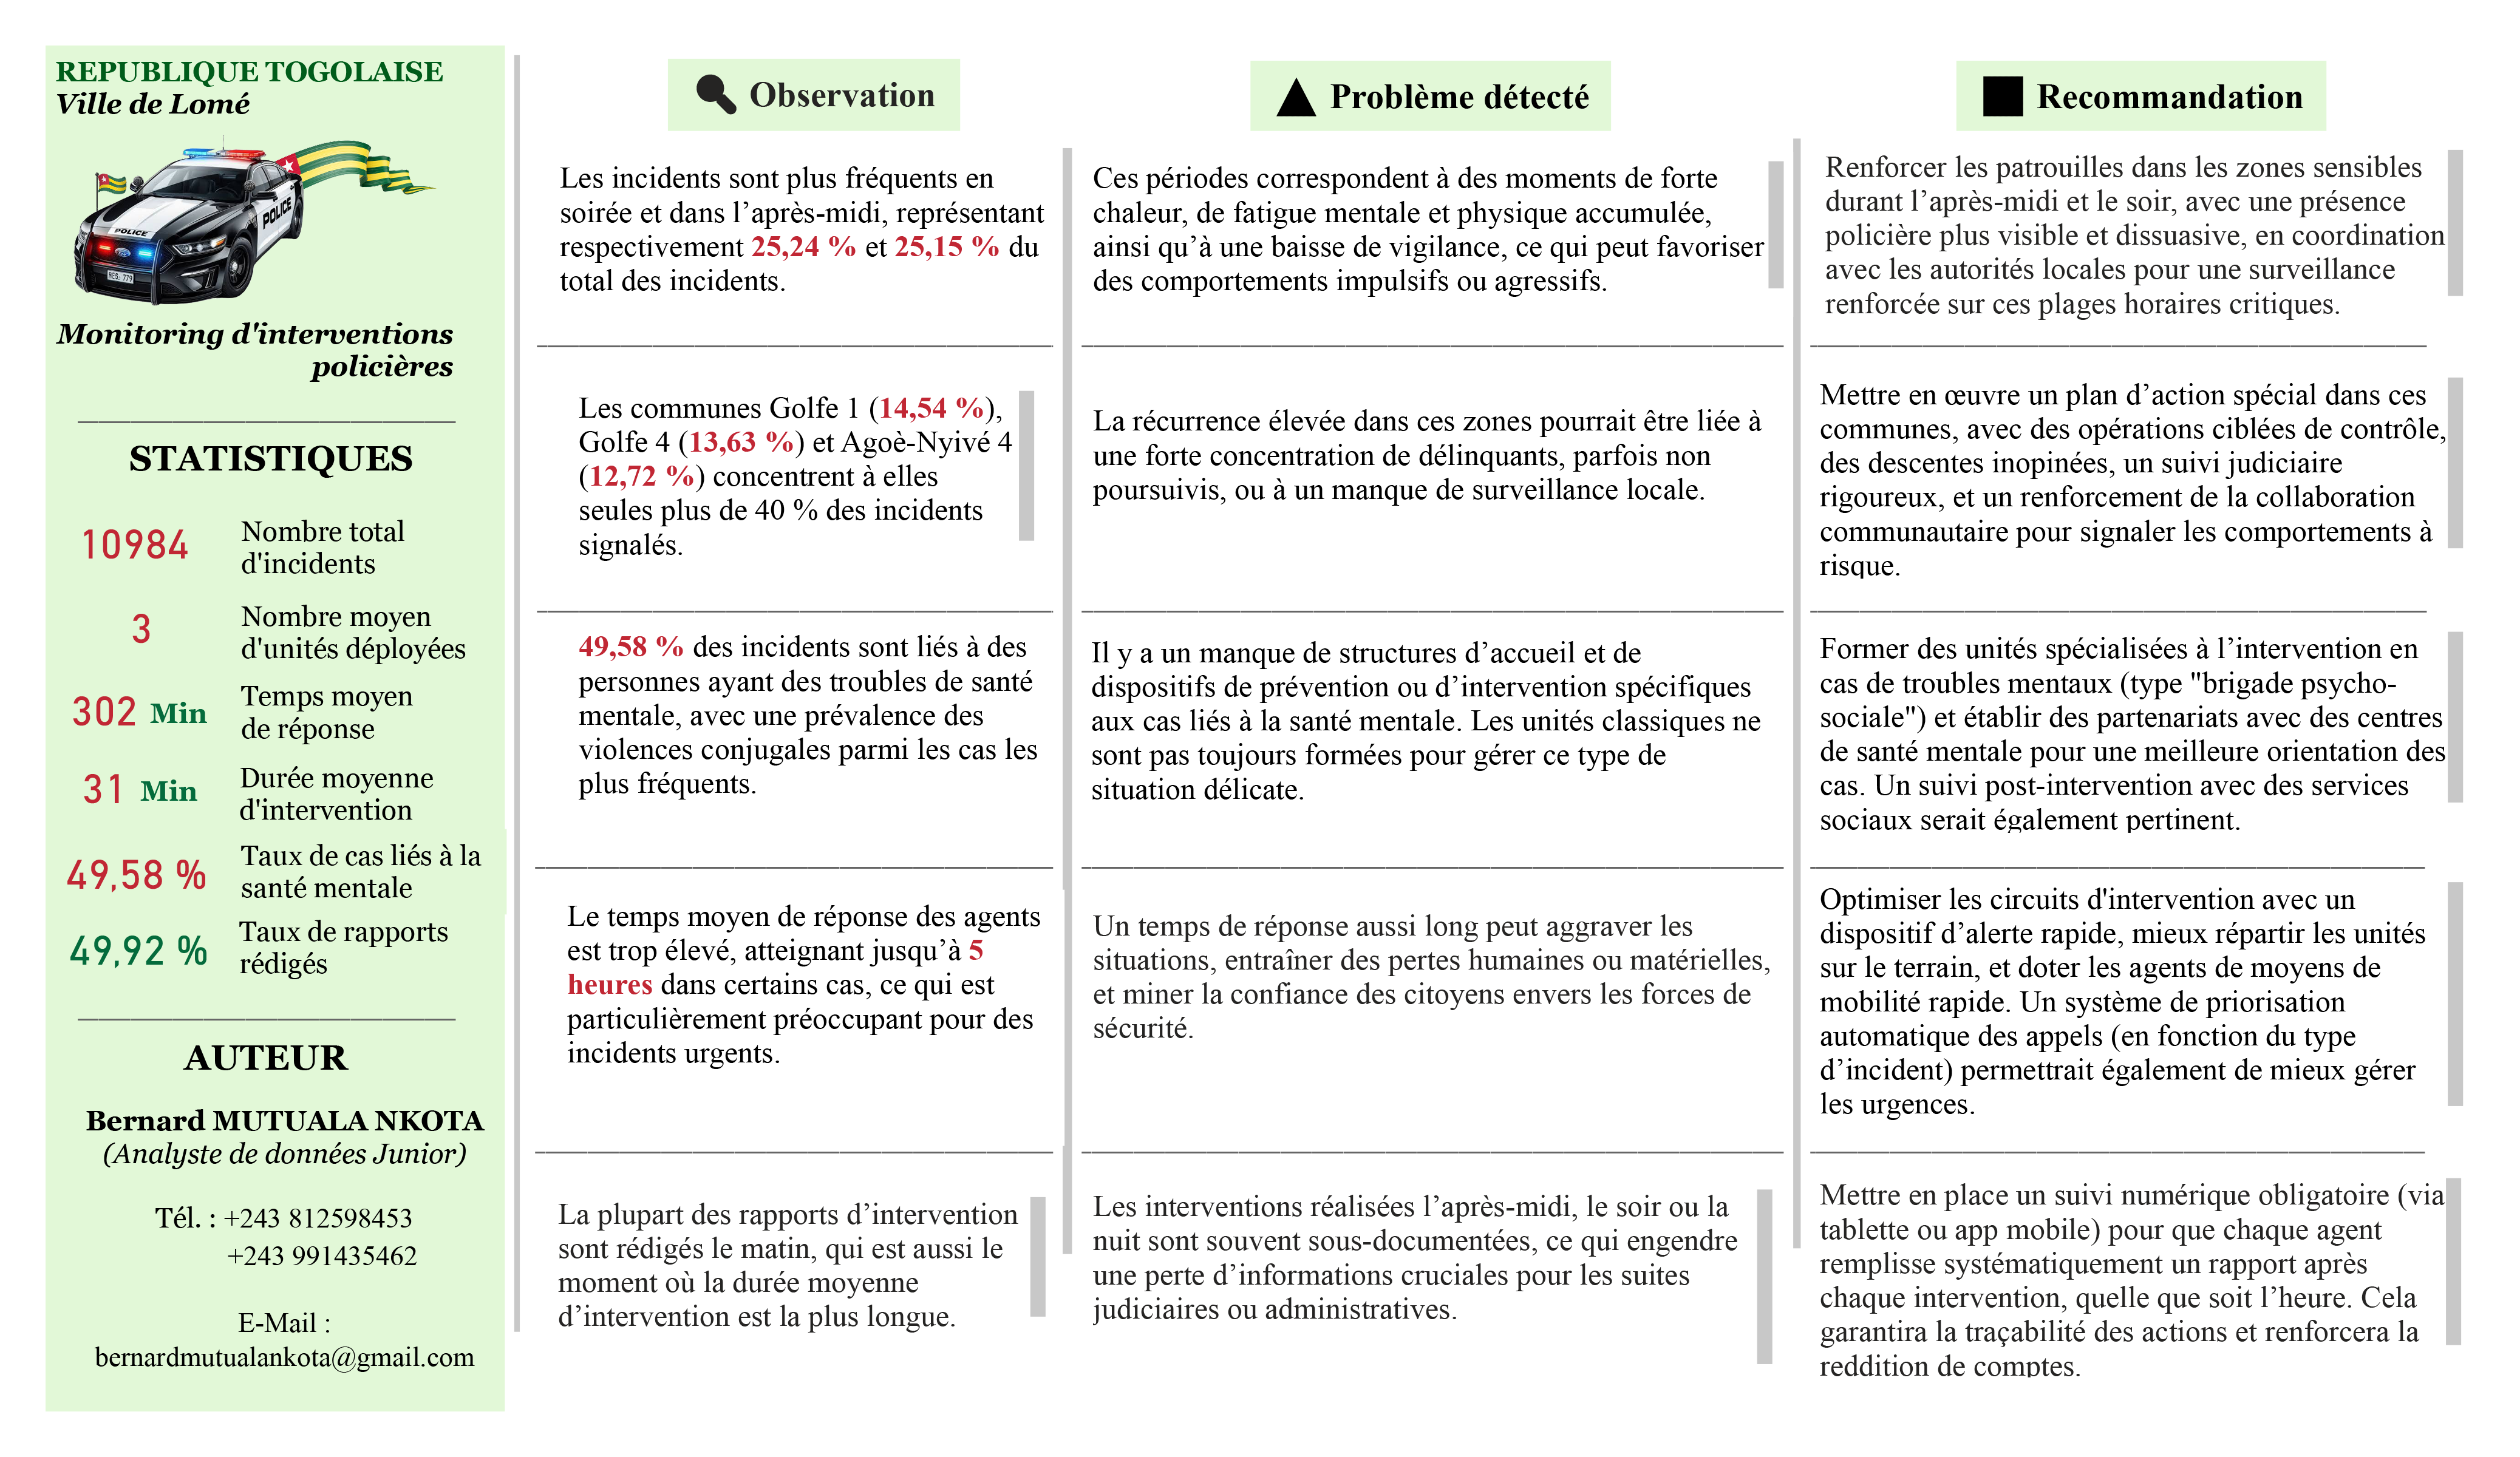 REPUBLIQUE TOGOLAISE
Ville de Lomé
POLICE
POLICE
RES: 779
Monitoring d'interventions
policières
STATISTIQUES
10984
Nombre total
d'incidents
3
Nombre moyen
d'unités déployées
302 Min
Temps moyen
de réponse
31 Min
Durée moyenne
d'intervention
49,58 %
Taux de cas liés à la
santé mentale
49,92 %
Taux de rapports
rédigés
AUTEUR
Bernard MUTUALA NKOTA
(Analyste de données Junior)
Tél. : +243 812598453
+243 991435462
E-Mail :
bernardmutualankota@gmail.com
Observation
Problème détecté
Recommandation
Les incidents sont plus fréquents en
soirée et dans l’après-midi, représentant
respectivement 25,24 % et 25,15 % du
total des incidents.
Ces périodes correspondent à des moments de forte
chaleur, de fatigue mentale et physique accumulée,
ainsi qu’à une baisse de vigilance, ce qui peut favoriser
des comportements impulsifs ou agressifs.
Renforcer les patrouilles dans les zones sensibles
durant l’après-midi et le soir, avec une présence
policière plus visible et dissuasive, en coordination
avec les autorités locales pour une surveillance
renforcée sur ces plages horaires critiques.
Les communes Golfe 1 (14,54 %),
Golfe 4 (13,63 %) et Agoè-Nyivé 4
(12,72 %) concentrent à elles
seules plus de 40 % des incidents
signalés.
La récurrence élevée dans ces zones pourrait être liée à
une forte concentration de délinquants, parfois non
poursuivis, ou à un manque de surveillance locale.
Mettre en œuvre un plan d’action spécial dans ces
communes, avec des opérations ciblées de contrôle,
des descentes inopinées, un suivi judiciaire
rigoureux, et un renforcement de la collaboration
communautaire pour signaler les comportements à
risque.
49,58 % des incidents sont liés à des
personnes ayant des troubles de santé
mentale, avec une prévalence des
violences conjugales parmi les cas les
plus fréquents.
Il y a un manque de structures d’accueil et de
dispositifs de prévention ou d’intervention spécifiques
aux cas liés à la santé mentale. Les unités classiques ne
sont pas toujours formées pour gérer ce type de
situation délicate.
Former des unités spécialisées à l’intervention en
cas de troubles mentaux (type "brigade psycho-
sociale") et établir des partenariats avec des centres
de santé mentale pour une meilleure orientation des
cas. Un suivi post-intervention avec des services
sociaux serait également pertinent.
Le temps moyen de réponse des agents
est trop élevé, atteignant jusqu’à 5
heures dans certains cas, ce qui est
particulièrement préoccupant pour des
incidents urgents.
Un temps de réponse aussi long peut aggraver les
situations, entraîner des pertes humaines ou matérielles,
et miner la confiance des citoyens envers les forces de
sécurité.
Optimiser les circuits d'intervention avec un
dispositif d’alerte rapide, mieux répartir les unités
sur le terrain, et doter les agents de moyens de
mobilité rapide. Un système de priorisation
automatique des appels (en fonction du type
d’incident) permettrait également de mieux gérer
les urgences.
La plupart des rapports d’intervention
sont rédigés le matin, qui est aussi le
moment où la durée moyenne
d’intervention est la plus longue.
Les interventions réalisées l’après-midi, le soir ou la
nuit sont souvent sous-documentées, ce qui engendre
une perte d’informations cruciales pour les suites
judiciaires ou administratives.
Mettre en place un suivi numérique obligatoire (via
tablette ou app mobile) pour que chaque agent
remplisse systématiquement un rapport après
chaque intervention, quelle que soit l’heure. Cela
garantira la traçabilité des actions et renforcera la
reddition de comptes.